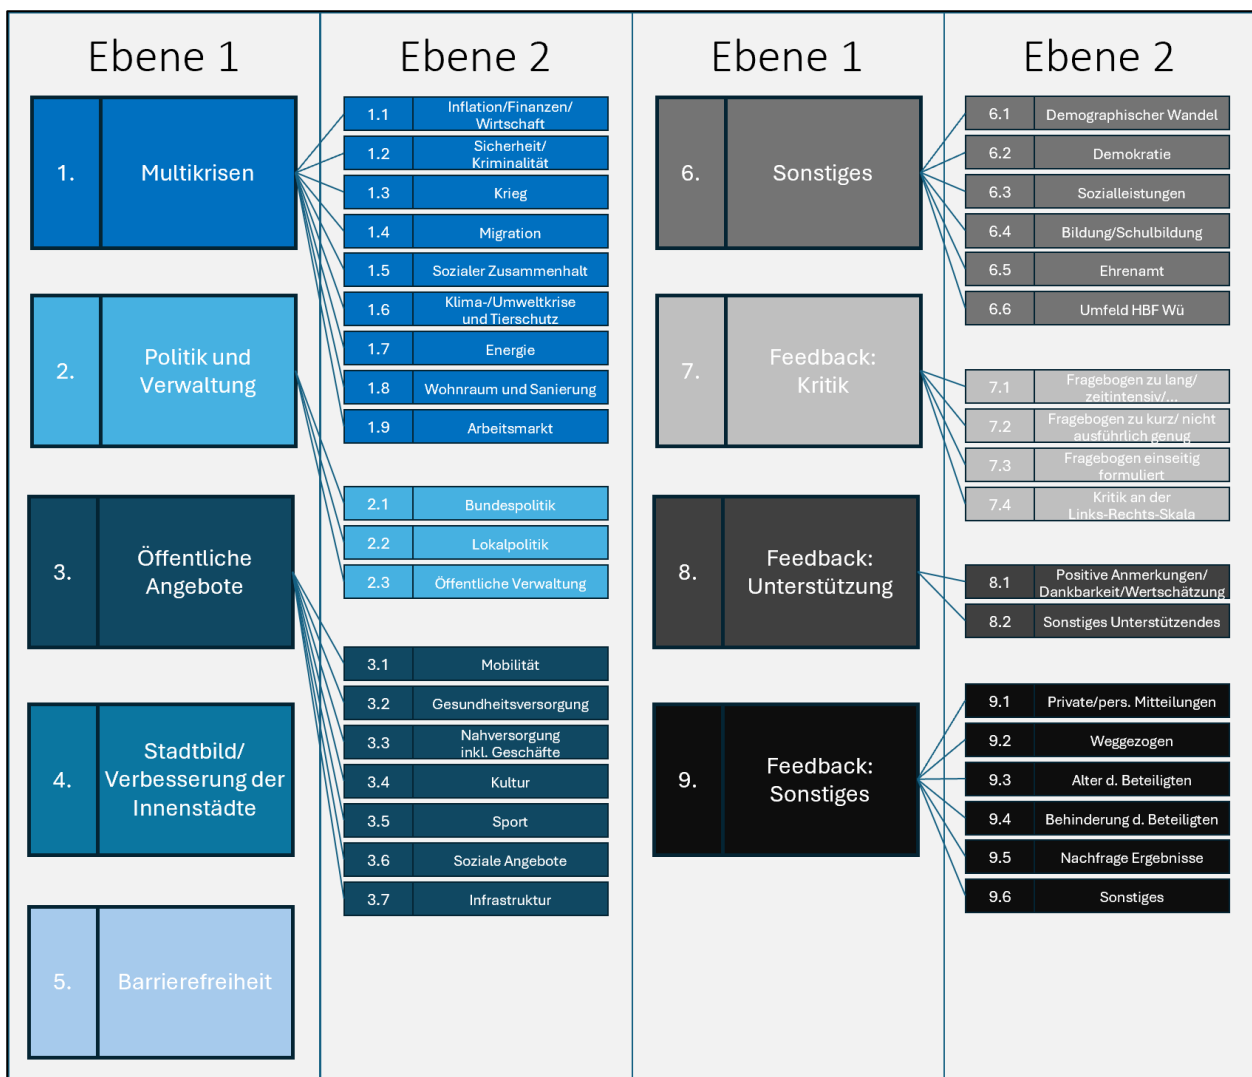 Ebene 1
Ebene 2
Ebene 1
Ebene 2
1.
Multikrisen
1.1
Inflation/Finanzen/
Wirtschaft
1.2
Sicherheit/
Kriminalität
1.3
Krieg
1.4
Migration
1.5
Sozialer Zusammenhalt
1.6
Klima-/Umweltkrise
und Tierschutz
1.7
Energie
1.8
Wohnraum und Sanierung
1.9
Arbeitsmarkt
2.
Politik und
Verwaltung
2.1
Bundespolitik
2.2
Lokalpolitik
2.3
Öffentliche Verwaltung
3.
Öffentliche
Angebote
3.1
Mobilität
3.2
Gesundheitsversorgung
3.3
Nahversorgung
inkl. Geschäfte
3.4
Kultur
3.5
Sport
3.6
Soziale Angebote
3.7
Infrastruktur
4.
Stadtbild/
Verbesserung der
Innenstädte
5.
Barrierefreiheit
6.
Sonstiges
6.1
Demographischer Wandel
6.2
Demokratie
6.3
Sozialleistungen
6.4
Bildung/Schulbildung
6.5
Ehrenamt
6.6
Umfeld HBF Wü
7.
Feedback:
Kritik
7.1
Fragebogen zu lang/
zeitintensiv/...
7.2
Fragebogen zu kurz/ nicht
ausführlich genug
7.3
Fragebogen einseitig
formuliert
7.4
Kritik an der
Links-Rechts-Skala
8.
Feedback:
Unterstützung
8.1
Positive Anmerkungen/
Dankbarkeit/Wertschätzung
8.2
Sonstiges Unterstützendes
9.
Feedback:
Sonstiges
9.1
Private/pers. Mitteilungen
9.2
Weggezogen
9.3
Alter d. Beteiligten
9.4
Behinderung d. Beteiligten
9.5
Nachfrage Ergebnisse
9.6
Sonstiges